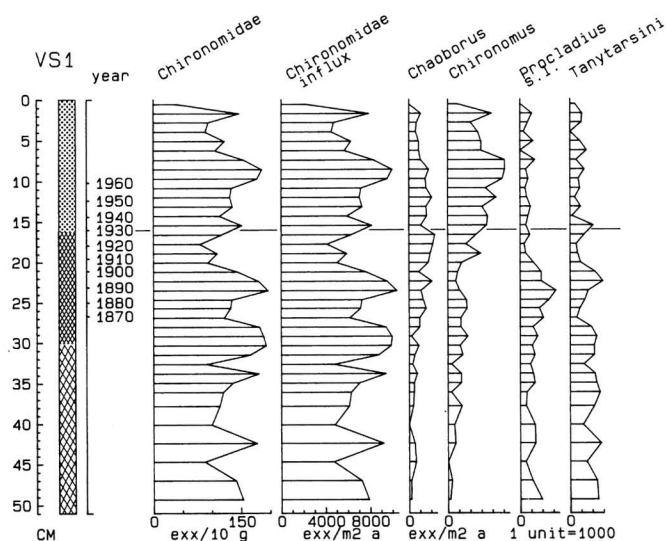 VS1
year
Chironomidae
Chironomidae
influx
Chaoborus
Chironomus
Procladius
s.l.
Tanytarsini
0
5
10
15
20
25
30
35
40
45
50
CM
1960
1950
1940
1930
1920
1910
1900
1890
1880
1870
0 150
exx/10 g
0 4000 8000
exx/m2 a
0 0 0 0
exx/m2 a 1 unit=1000